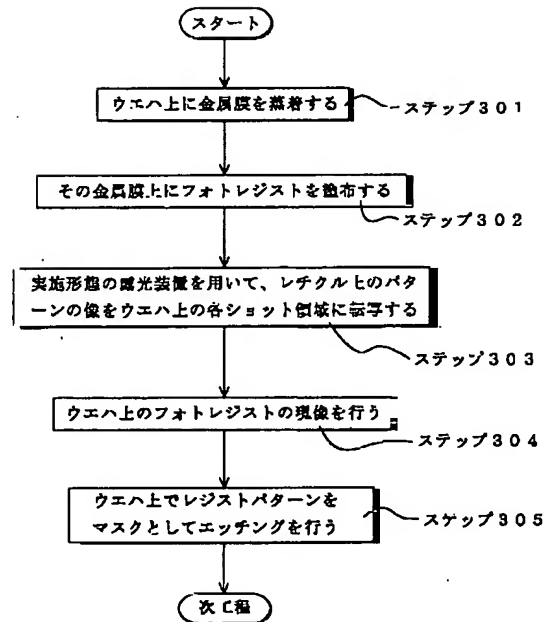 スタート
ウエハ上に金属膜を蒸着する
ステップ301
その金属膜上にフォトレジストを塗布する
ステップ302
実施形態の露光装置を用いて、レチクル上のパタ
ーンの像をウエハ上の各ショット領域に転写する
ステップ303
ウエハ上のフォトレジストの現像を行う
ステップ304
ウエハ上でレジストパターンを
マスクとしてエッチングを行う
ステップ305
次工程